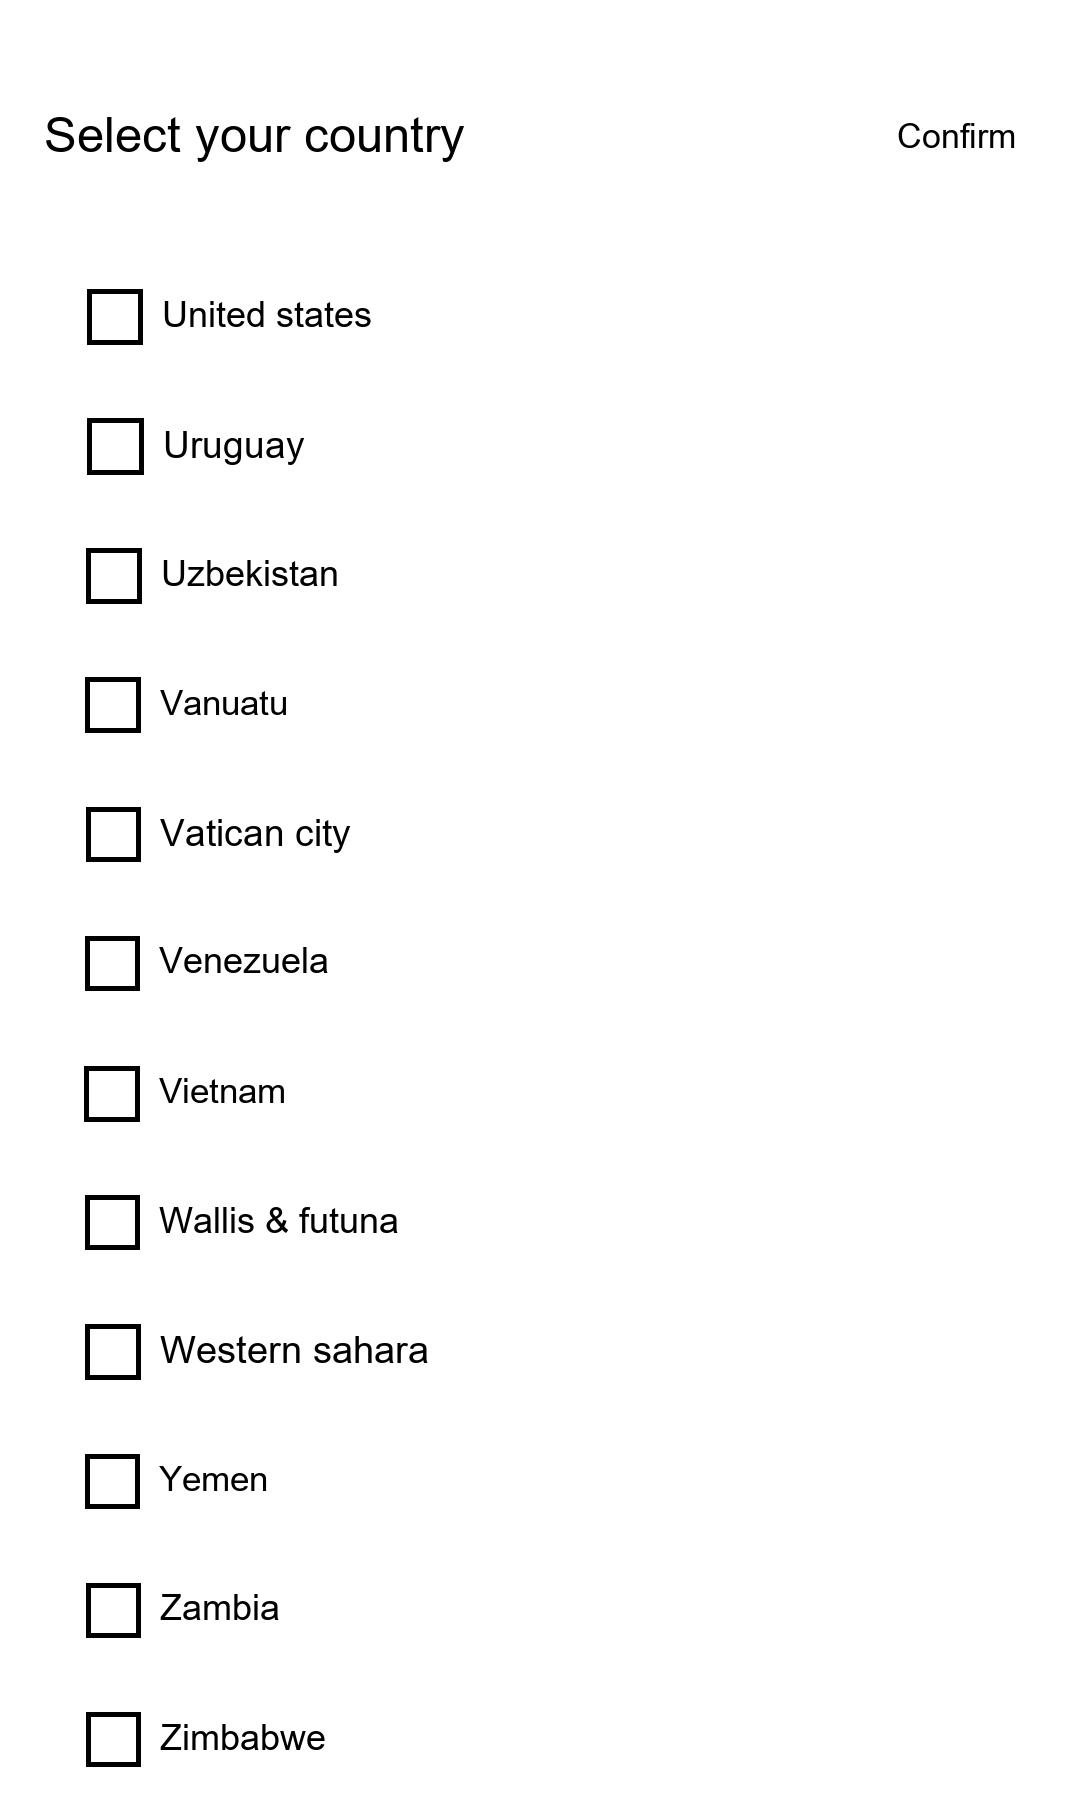 Select your country
Confirm
United states
Uruguay
Uzbekistan
Vanuatu
Vatican city
Venezuela
Vietnam
Wallis & futuna
Western sahara
Yemen
Zambia
Zimbabwe